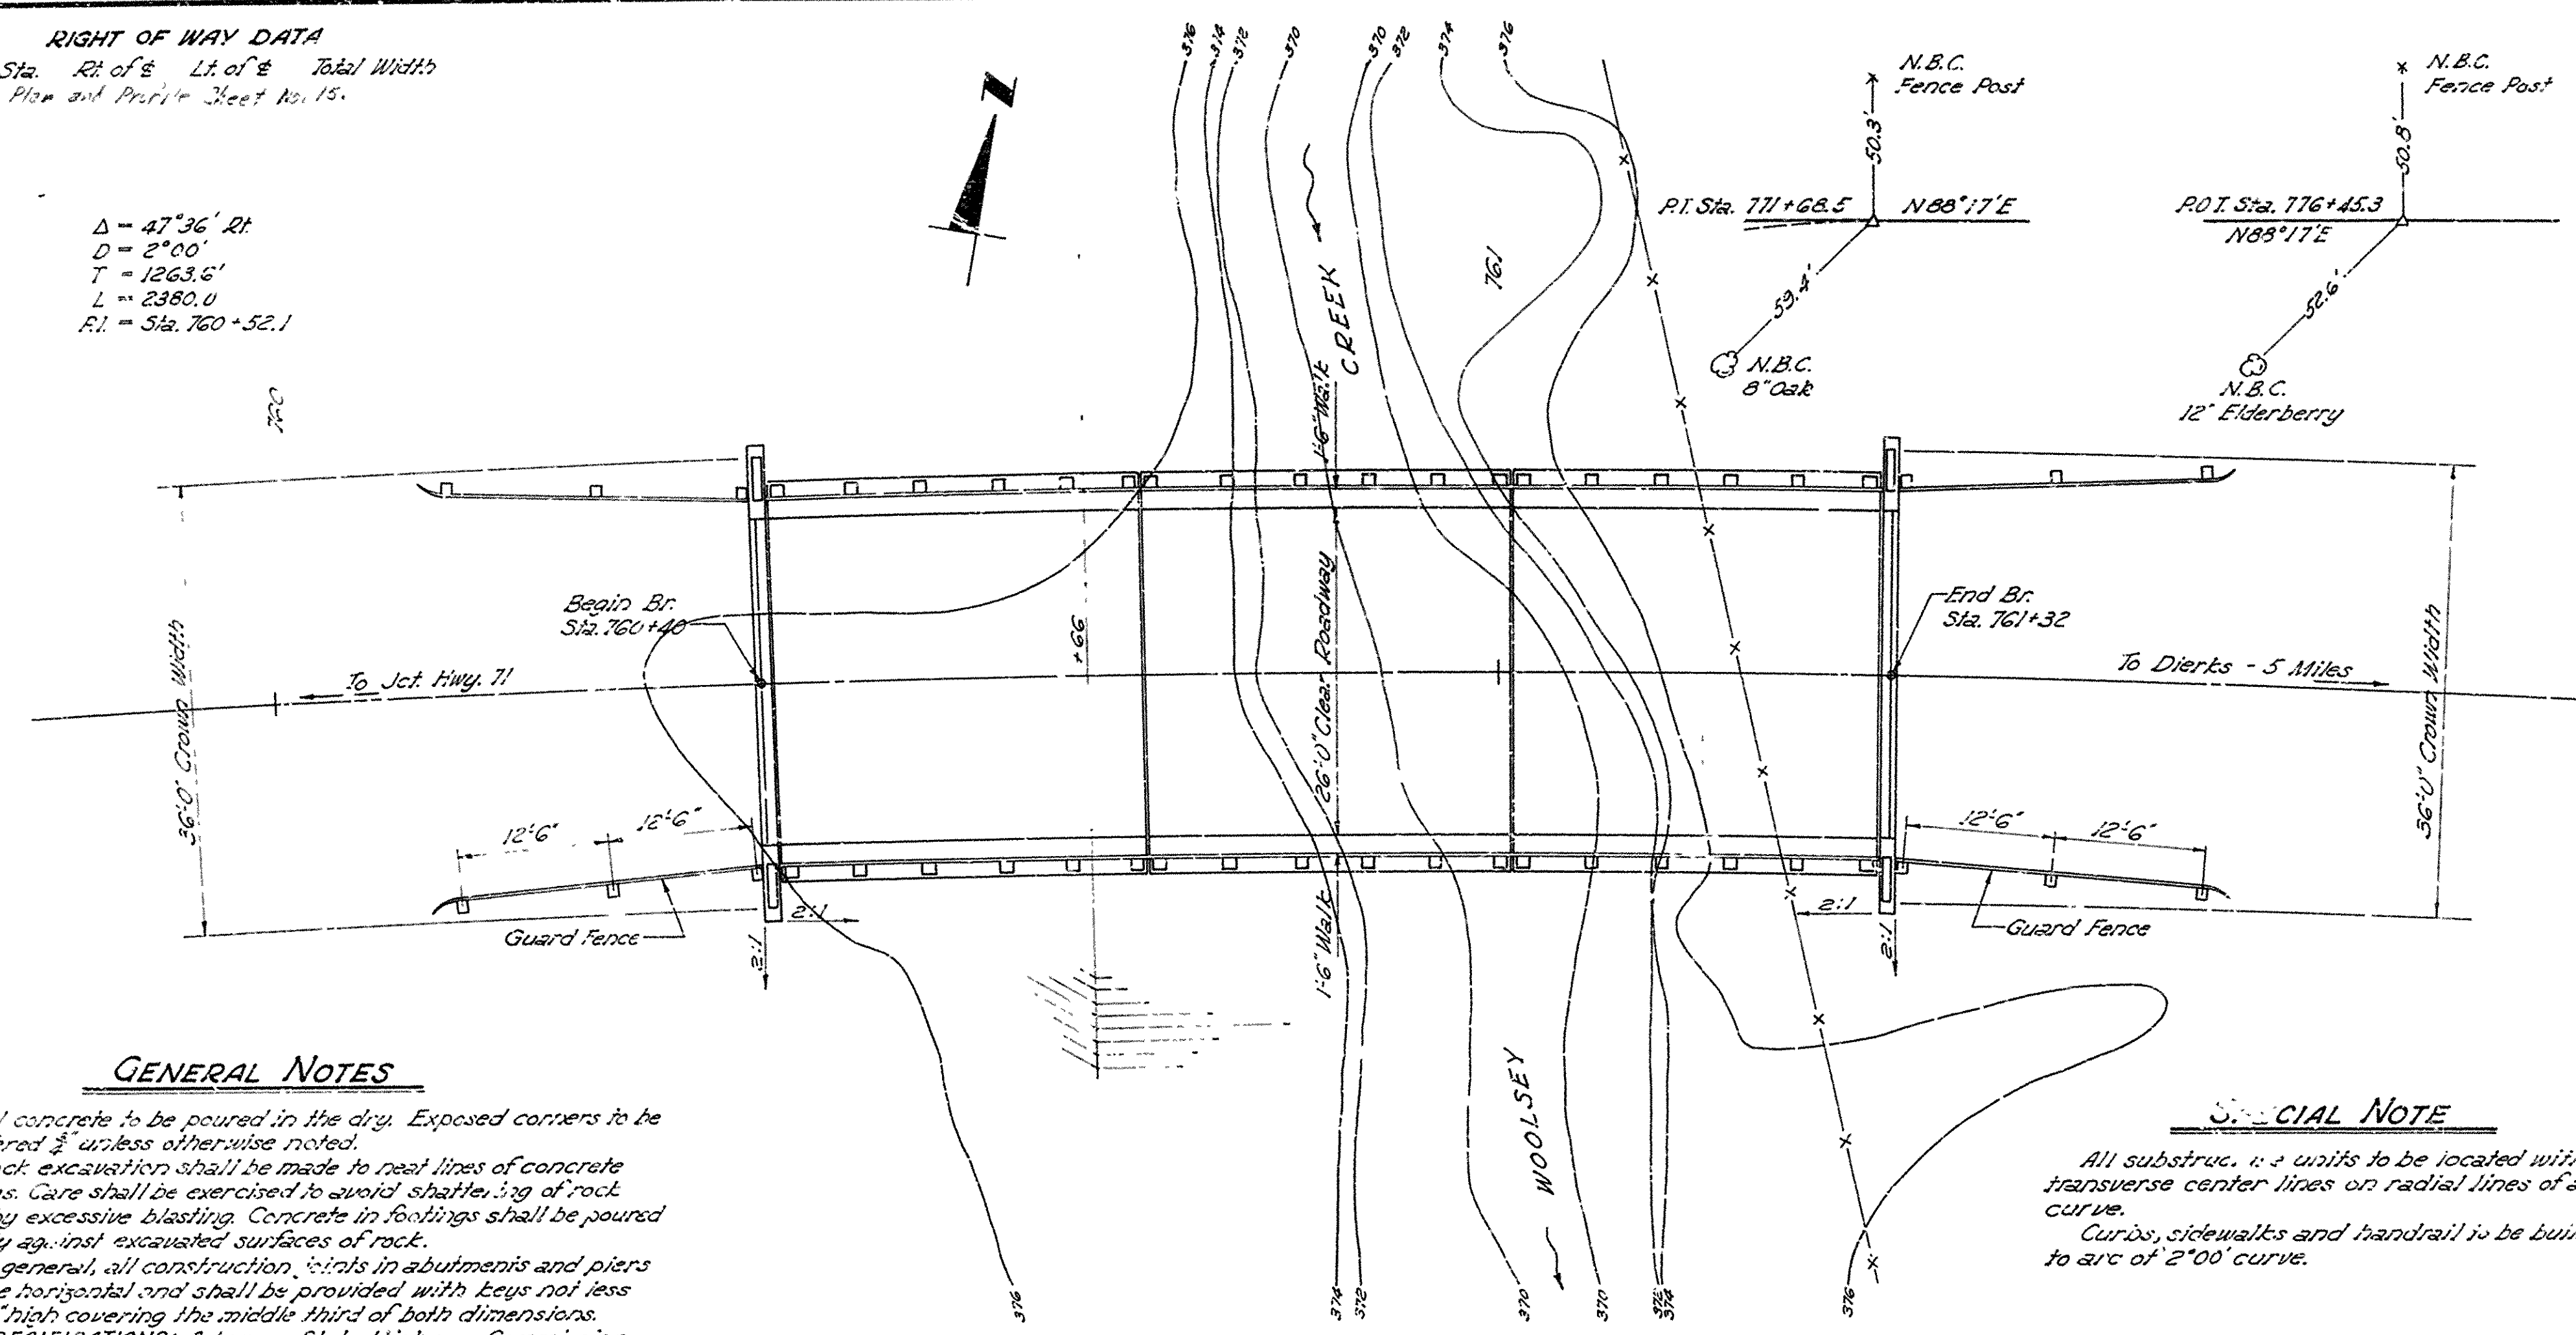 RIGHT OF WAY DATA
Sta. Rt. of ℄ Lt. of ℄ Total Width
Plan and Profile Sheet No. 15.
Δ = 47°36' Rt.
D = 2°00'
T = 1263.6'
L = 2380.0
P.I. = Sta. 760+52.1
376
374
372
370
370
372
374
376
N
N.B.C.
Fence Post
50.3'
P.T. Sta. 771+68.5 N88°17'E
59.4'
N.B.C.
8" Oak
N.B.C.
Fence Post
50.8'
P.O.T. Sta. 776+45.3
N88°17'E
52.6'
N.B.C.
12" Elderberry
760
761
CREEK
1'-6" Walk
36'-0" Crown Width
Begin Br.
Sta. 760+40
To Jct. Hwy. 71
+66
26'-0" Clear Roadway
End Br.
Sta. 761+32
To Dierks - 5 Miles
36'-0" Crown Width
12'-6" 12'-6"
12'-6" 12'-6"
Guard Fence
2:1
2:1
1'-6" Walk
2:1
2:1
Guard Fence
WOOLSEY
GENERAL NOTES
concrete to be poured in the dry. Exposed corners to be
unless otherwise noted.
excavation shall be made to neat lines of concrete
Care shall be exercised to avoid shattering of rock
by excessive blasting. Concrete in footings shall be poured
against excavated surfaces of rock.
general, all construction joints in abutments and piers
horizontal and shall be provided with keys not less
high covering the middle third of both dimensions.
SPECIAL NOTE
All substructure units to be located with
transverse center lines on radial lines of
curve.
Curbs, sidewalks and handrail to be
to arc of 2°00' curve.
376
374
372
370
370
374
376